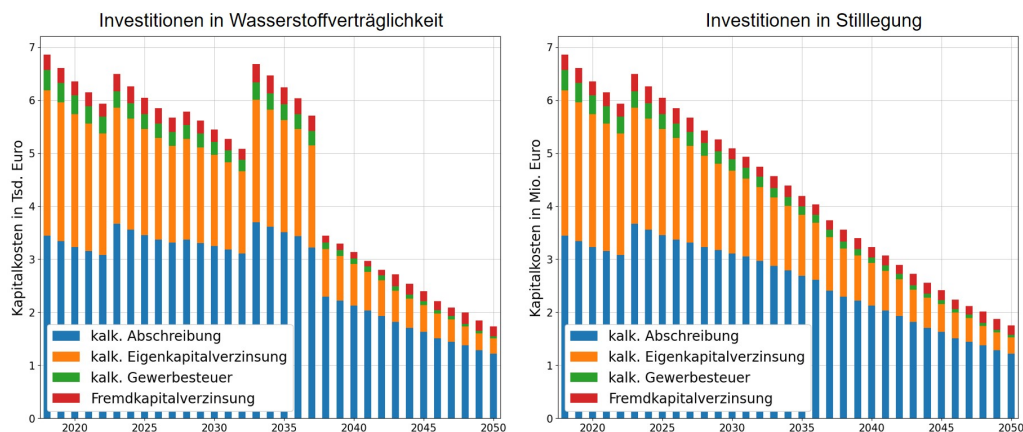 Investitionen in Wasserstoffverträglichkeit
Kapitalkosten in Tsd. Euro
7
6
5
4
3
2
1
0
kalk. Abschreibung
kalk. Eigenkapitalverzinsung
kalk. Gewerbesteuer
Fremdkapitalverzinsung
2020 2025 2030 2035 2040 2045 2050
Investitionen in Stilllegung
Kapitalkosten in Mio. Euro
7
6
5
4
3
2
1
0
kalk. Abschreibung
kalk. Eigenkapitalverzinsung
kalk. Gewerbesteuer
Fremdkapitalverzinsung
2020 2025 2030 2035 2040 2045 2050